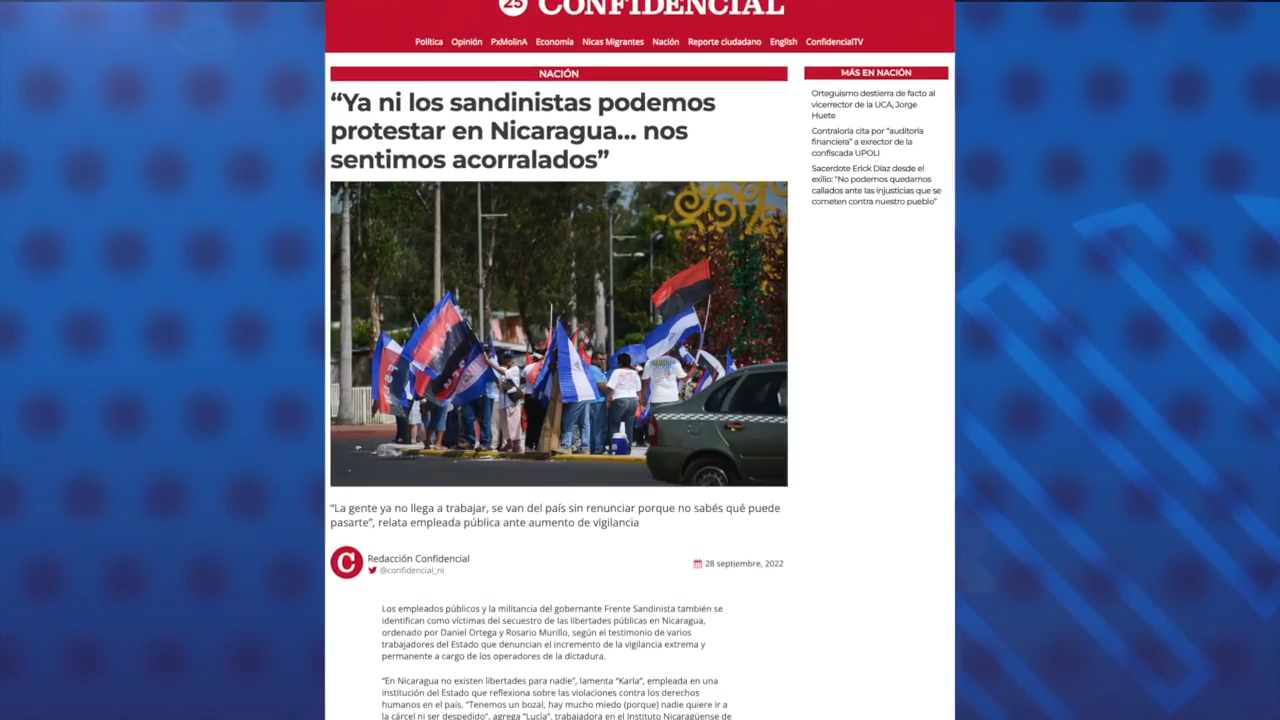 25 CONFIDENCIAL
Política Opinión PxMolinA Economía Nicas Migrantes Nación Reporte ciudadano English ConfidencialTV
NACIÓN
“Ya ni los sandinistas podemos
protestar en Nicaragua... nos
sentimos acorralados”
“La gente ya no llega a trabajar, se van del país sin renunciar porque no sabés qué puede
pasarte”, relata empleada pública ante aumento de vigilancia
C
Redacción Confidencial
@confidencial_ni
28 septiembre, 2022
Los empleados públicos y la militancia del gobernante Frente Sandinista también se
identifican como víctimas del secuestro de las libertades públicas en Nicaragua,
ordenado por Daniel Ortega y Rosario Murillo, según el testimonio de varios
trabajadores del Estado que denuncian el incremento de la vigilancia extrema y
permanente a cargo de los operadores de la dictadura.
“En Nicaragua no existen libertades para nadie”, lamenta “Karla”, empleada en una
institución del Estado que reflexiona sobre las violaciones contra los derechos
humanos en el país. “Tenemos un bozal, hay mucho miedo (porque) nadie quiere ir a
la cárcel ni ser despedido”, agrega “Lucía”, trabajadora en el Instituto Nicaragüense de
MÁS EN NACIÓN
Orteguismo destierra de facto al
vicerrector de la UCA, Jorge
Huete
Contraloría cita por “auditoría
financiera” a exrector de la
confiscada UPOLI
Sacerdote Erick Díaz desde el
exilio: “No podemos quedarnos
callados ante las injusticias que se
cometen contra nuestro pueblo”